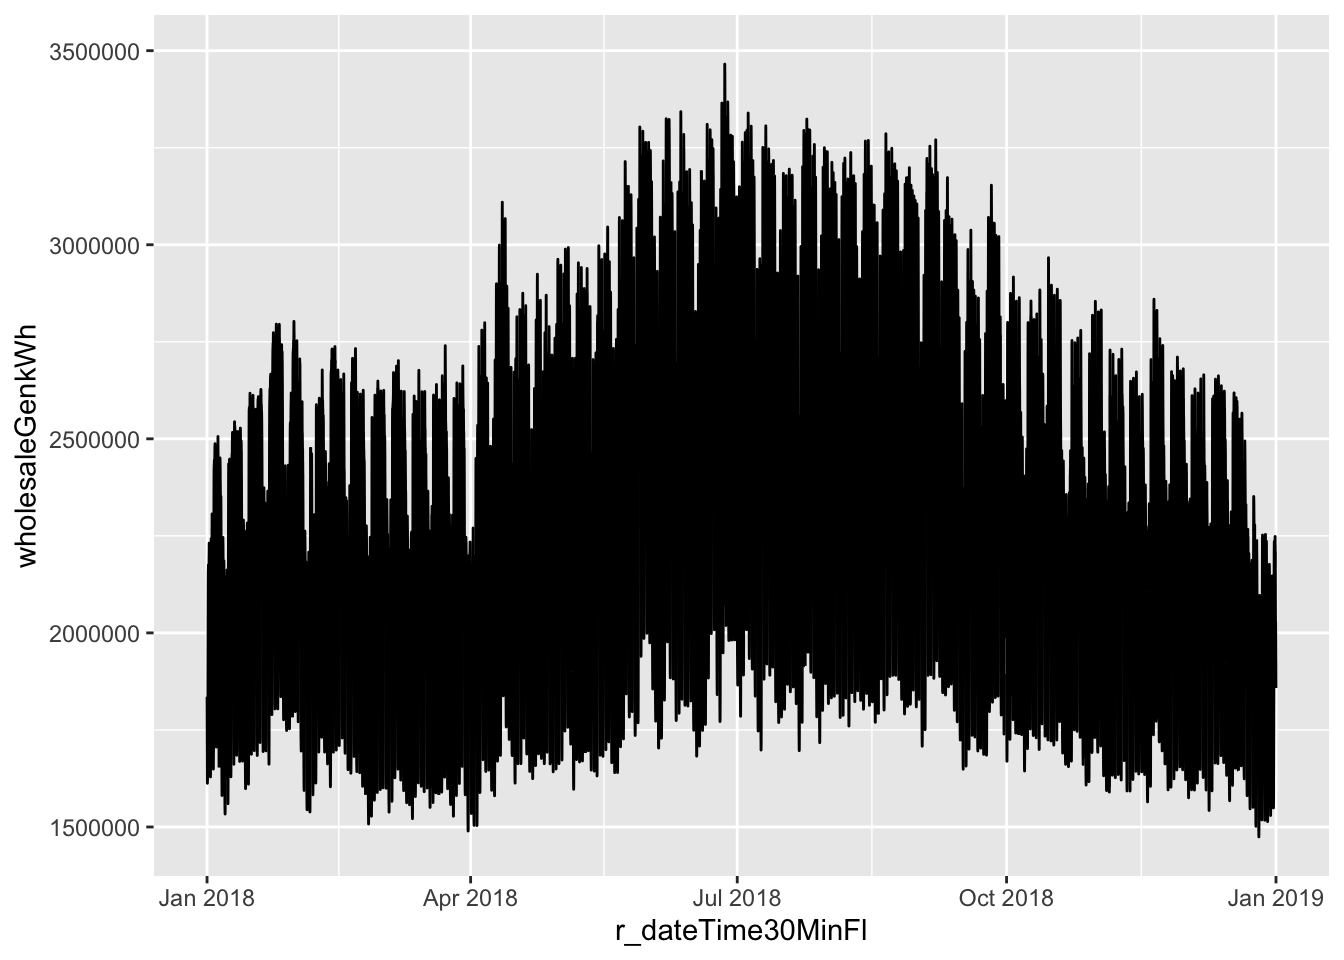 3500000
3000000
2500000
2000000
1500000
wholesaleGenkWh
Jan 2018
Apr 2018
Jul 2018
Oct 2018
Jan 2019
r_dateTime30MinFl